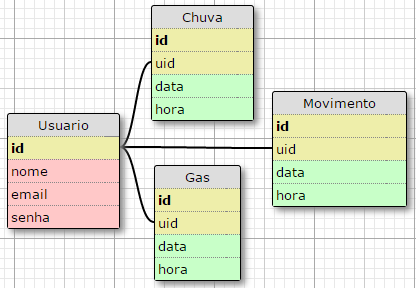 Chuva
id
uid
data
hora
Usuario
id
nome
email
senha
Movimento
id
uid
data
hora
Gas
id
uid
data
hora